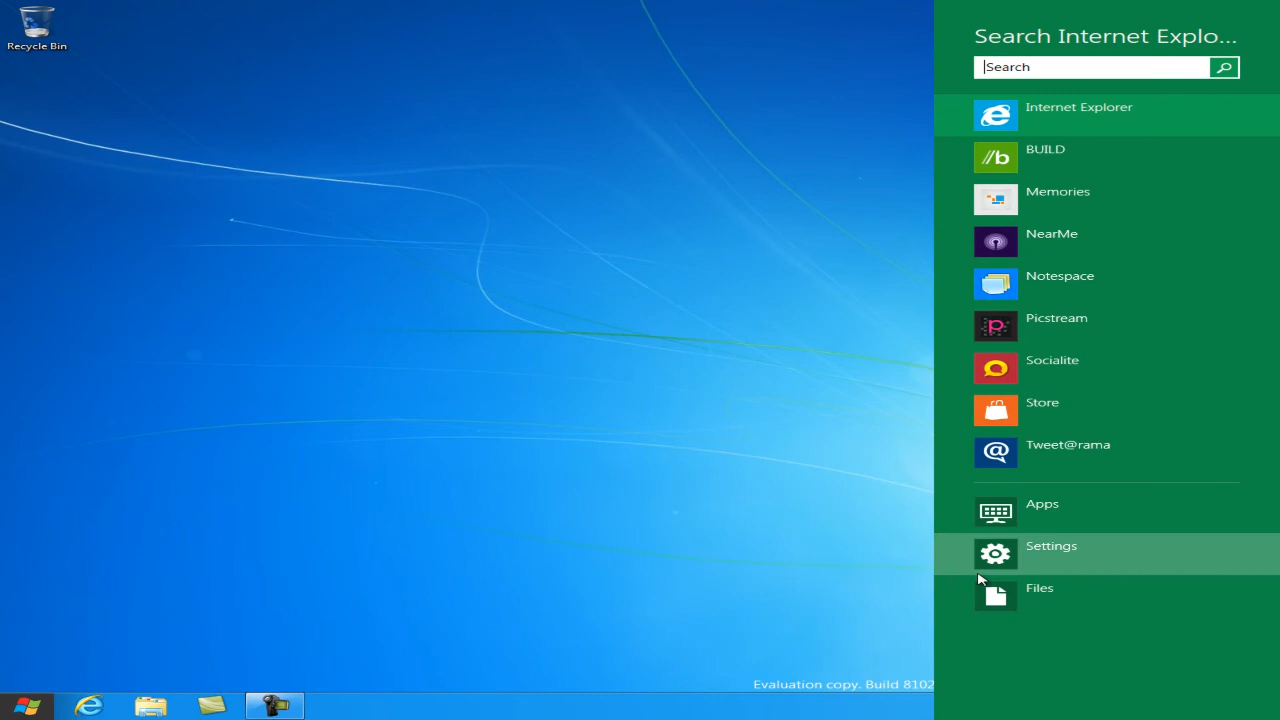 Recycle Bin
Search Internet Explo...
Search
Internet Explorer
//b
BUILD
Memories
NearMe
Notespace
p
Picstream
Socialite
Store
@
Tweet@rama
Apps
Settings
Files
Evaluation copy. Build 8102